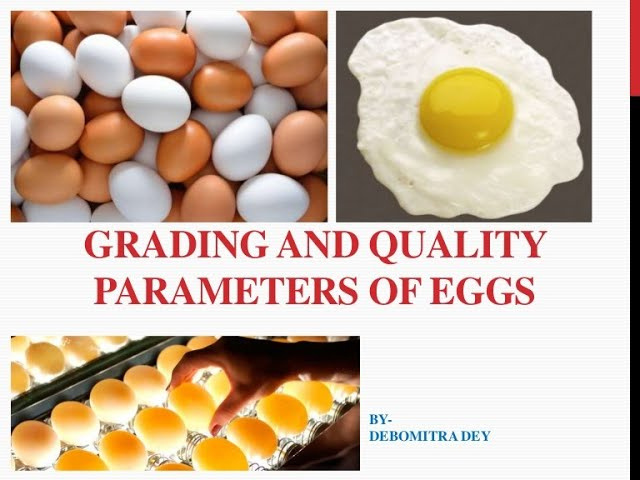 GRADING AND QUALITY
PARAMETERS OF EGGS
BY-
DEBOMITRA DEY